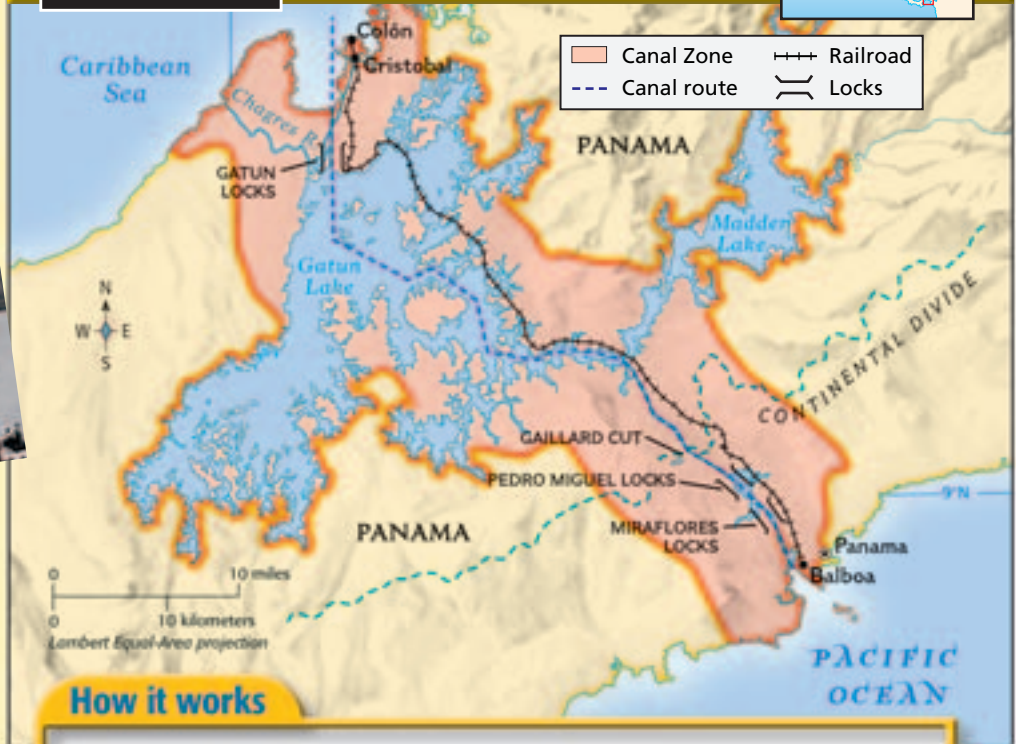 Colón
Caribbean
Sea
Cristobal
Canal Zone
Railroad
Canal route
Locks
Chagres R.
PANAMA
GATUN
LOCKS
Madden
Lake
Gatun
Lake
N
W E
S
CONTINENTAL DIVIDE
GAILLARD CUT
PEDRO MIGUEL LOCKS
9°N
MIRAFLORES
LOCKS
PANAMA
Panama
Balboa
0 10 miles
0 10 kilometers
Lambert Equal-Area projection
PACIFIC
OCEAN
How it works